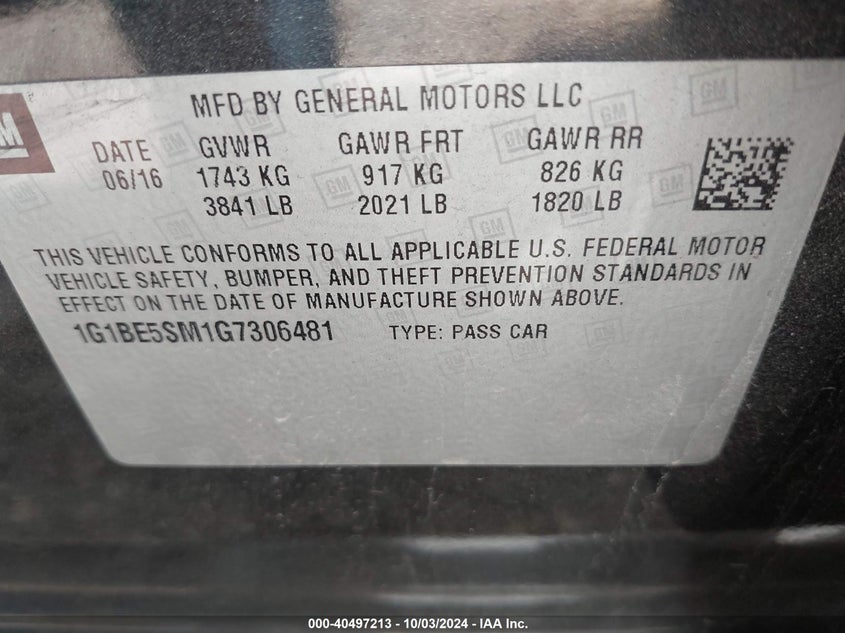 MFD BY GENERAL MOTORS LLC
DATE GVWR GAWR FRT GAWR RR
06/16 1743 KG 917 KG 826 KG
3841 LB 2021 LB 1820 LB
THIS VEHICLE CONFORMS TO ALL APPLICABLE U.S. FEDERAL MOTOR
VEHICLE SAFETY, BUMPER, AND THEFT PREVENTION STANDARDS IN
EFFECT ON THE DATE OF MANUFACTURE SHOWN ABOVE.
1G1BE5SM1G7306481 TYPE: PASS CAR
000-40497213 - 10/03/2024 - IAA Inc.